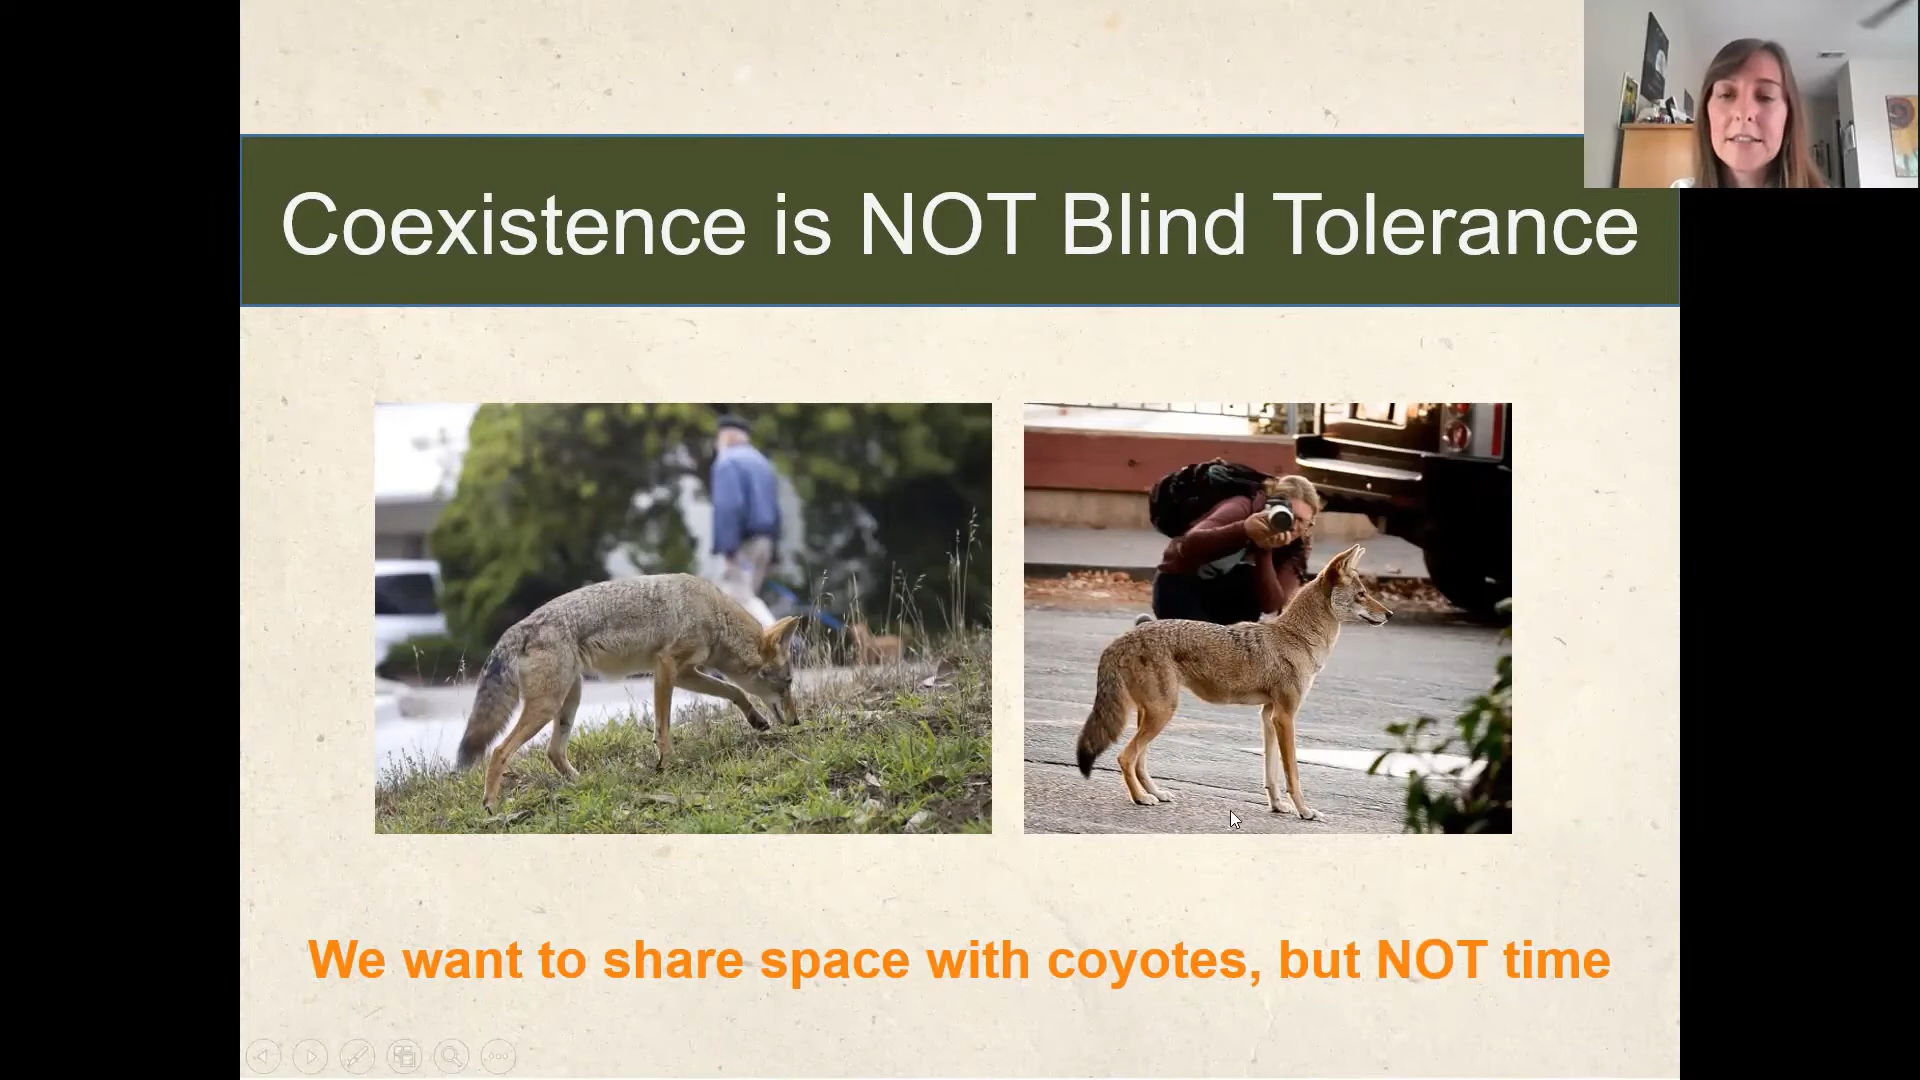 Coexistence is NOT Blind Tolerance
We want to share space with coyotes, but NOT time